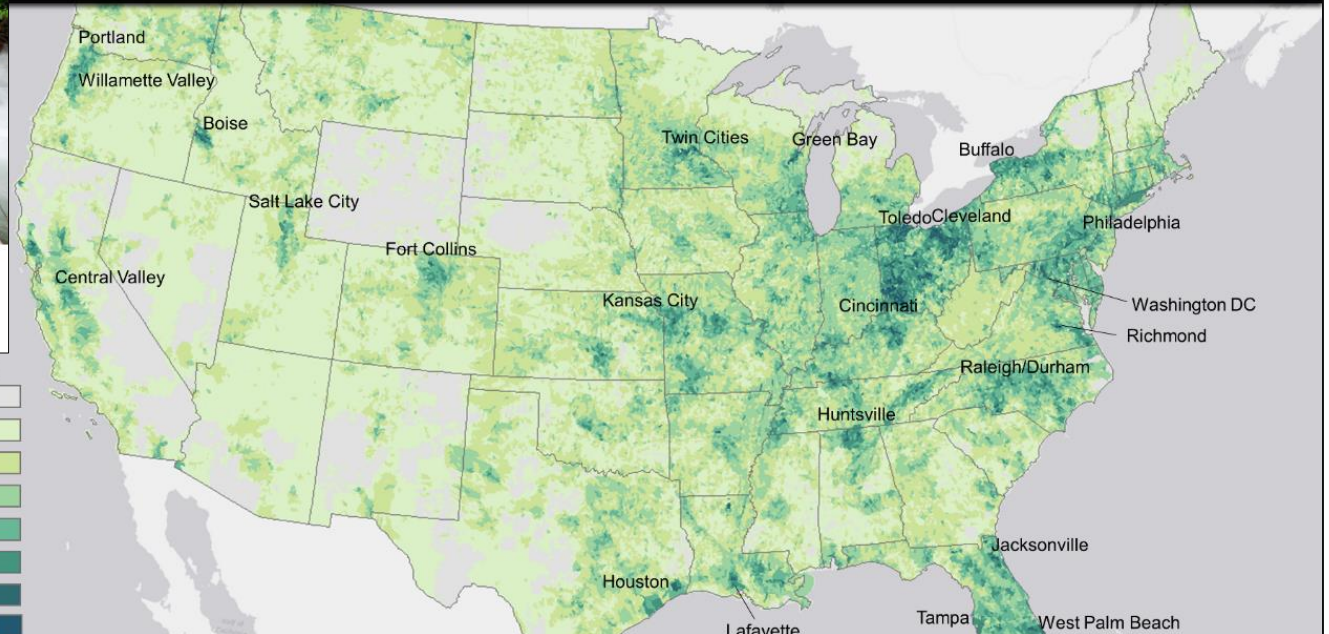 Portland
Willamette Valley
Boise
Twin Cities
Green Bay
Buffalo
Salt Lake City
Toledo
Cleveland
Philadelphia
Fort Collins
Central Valley
Kansas City
Cincinnati
Washington DC
Richmond
Raleigh/Durham
Huntsville
Jacksonville
Houston
Tampa
West Palm Beach
Lafayette